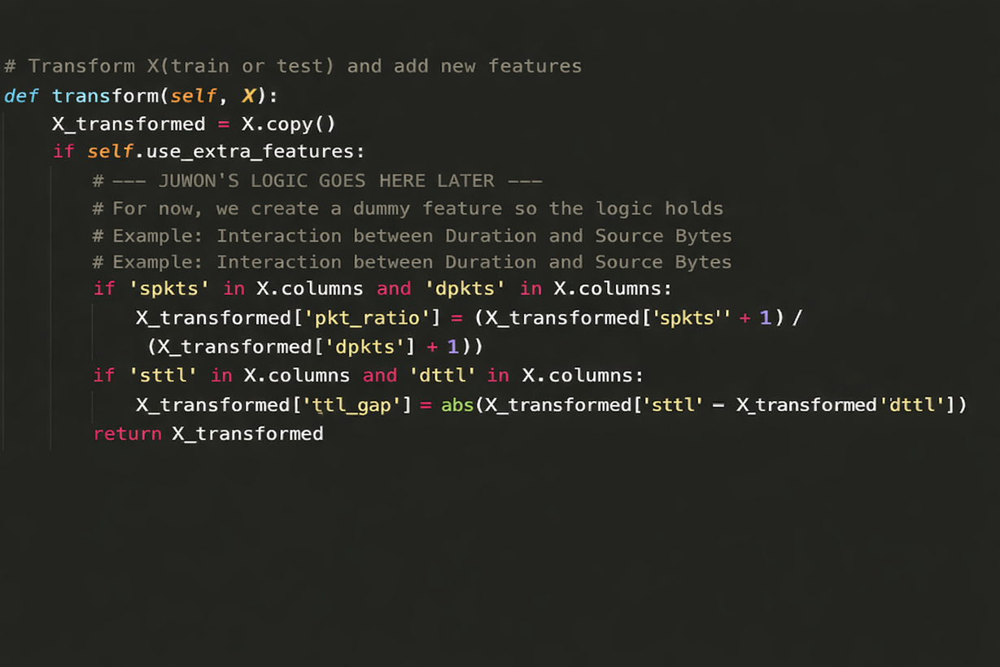 # Transform X(train or test) and add new features
def transform(self, X):
X_transformed = X.copy()
if self.use_extra_features:
# ––– JUWON'S LOGIC GOES HERE LATER –––
# For now, we create a dummy feature so the logic holds
# Example: Interaction between Duration and Source Bytes
# Example: Interaction between Duration and Source Bytes
if 'spkts' in X.columns and 'dpkts' in X.columns:
X_transformed['pkt_ratio'] = (X_transformed['spkts'' + 1) /
(X_transformed['dpkts'] + 1))
if 'sttl' in X.columns and 'dttl' in X.columns:
X_transformed['ttl_gap'] = abs(X_transformed['sttl' – X_transformed'dttl'])
return X_transformed